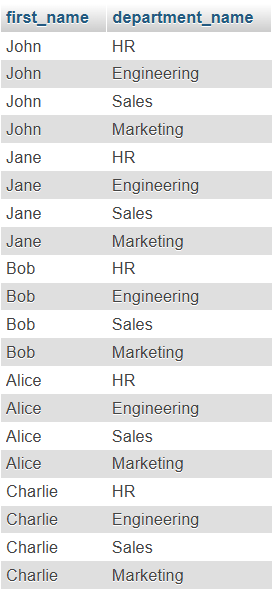 first_name department_name
John HR
John Engineering
John Sales
John Marketing
Jane HR
Jane Engineering
Jane Sales
Jane Marketing
Bob HR
Bob Engineering
Bob Sales
Bob Marketing
Alice HR
Alice Engineering
Alice Sales
Alice Marketing
Charlie HR
Charlie Engineering
Charlie Sales
Charlie Marketing